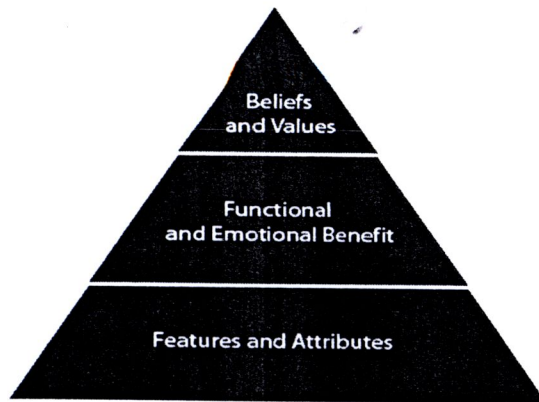 Beliefs
and Values
Functional
and Emotional Benefit
Features and Attributes